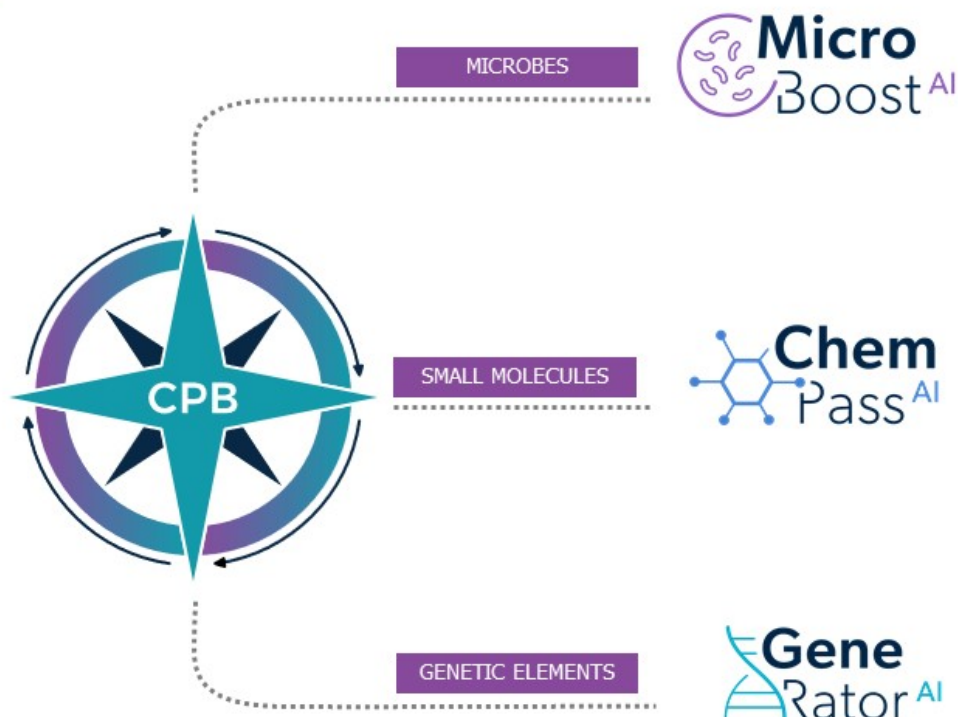 MICROBES
Micro
Boost AI
CPB
SMALL MOLECULES
Chem
Pass AI
GENETIC ELEMENTS
Gene
Rator AI